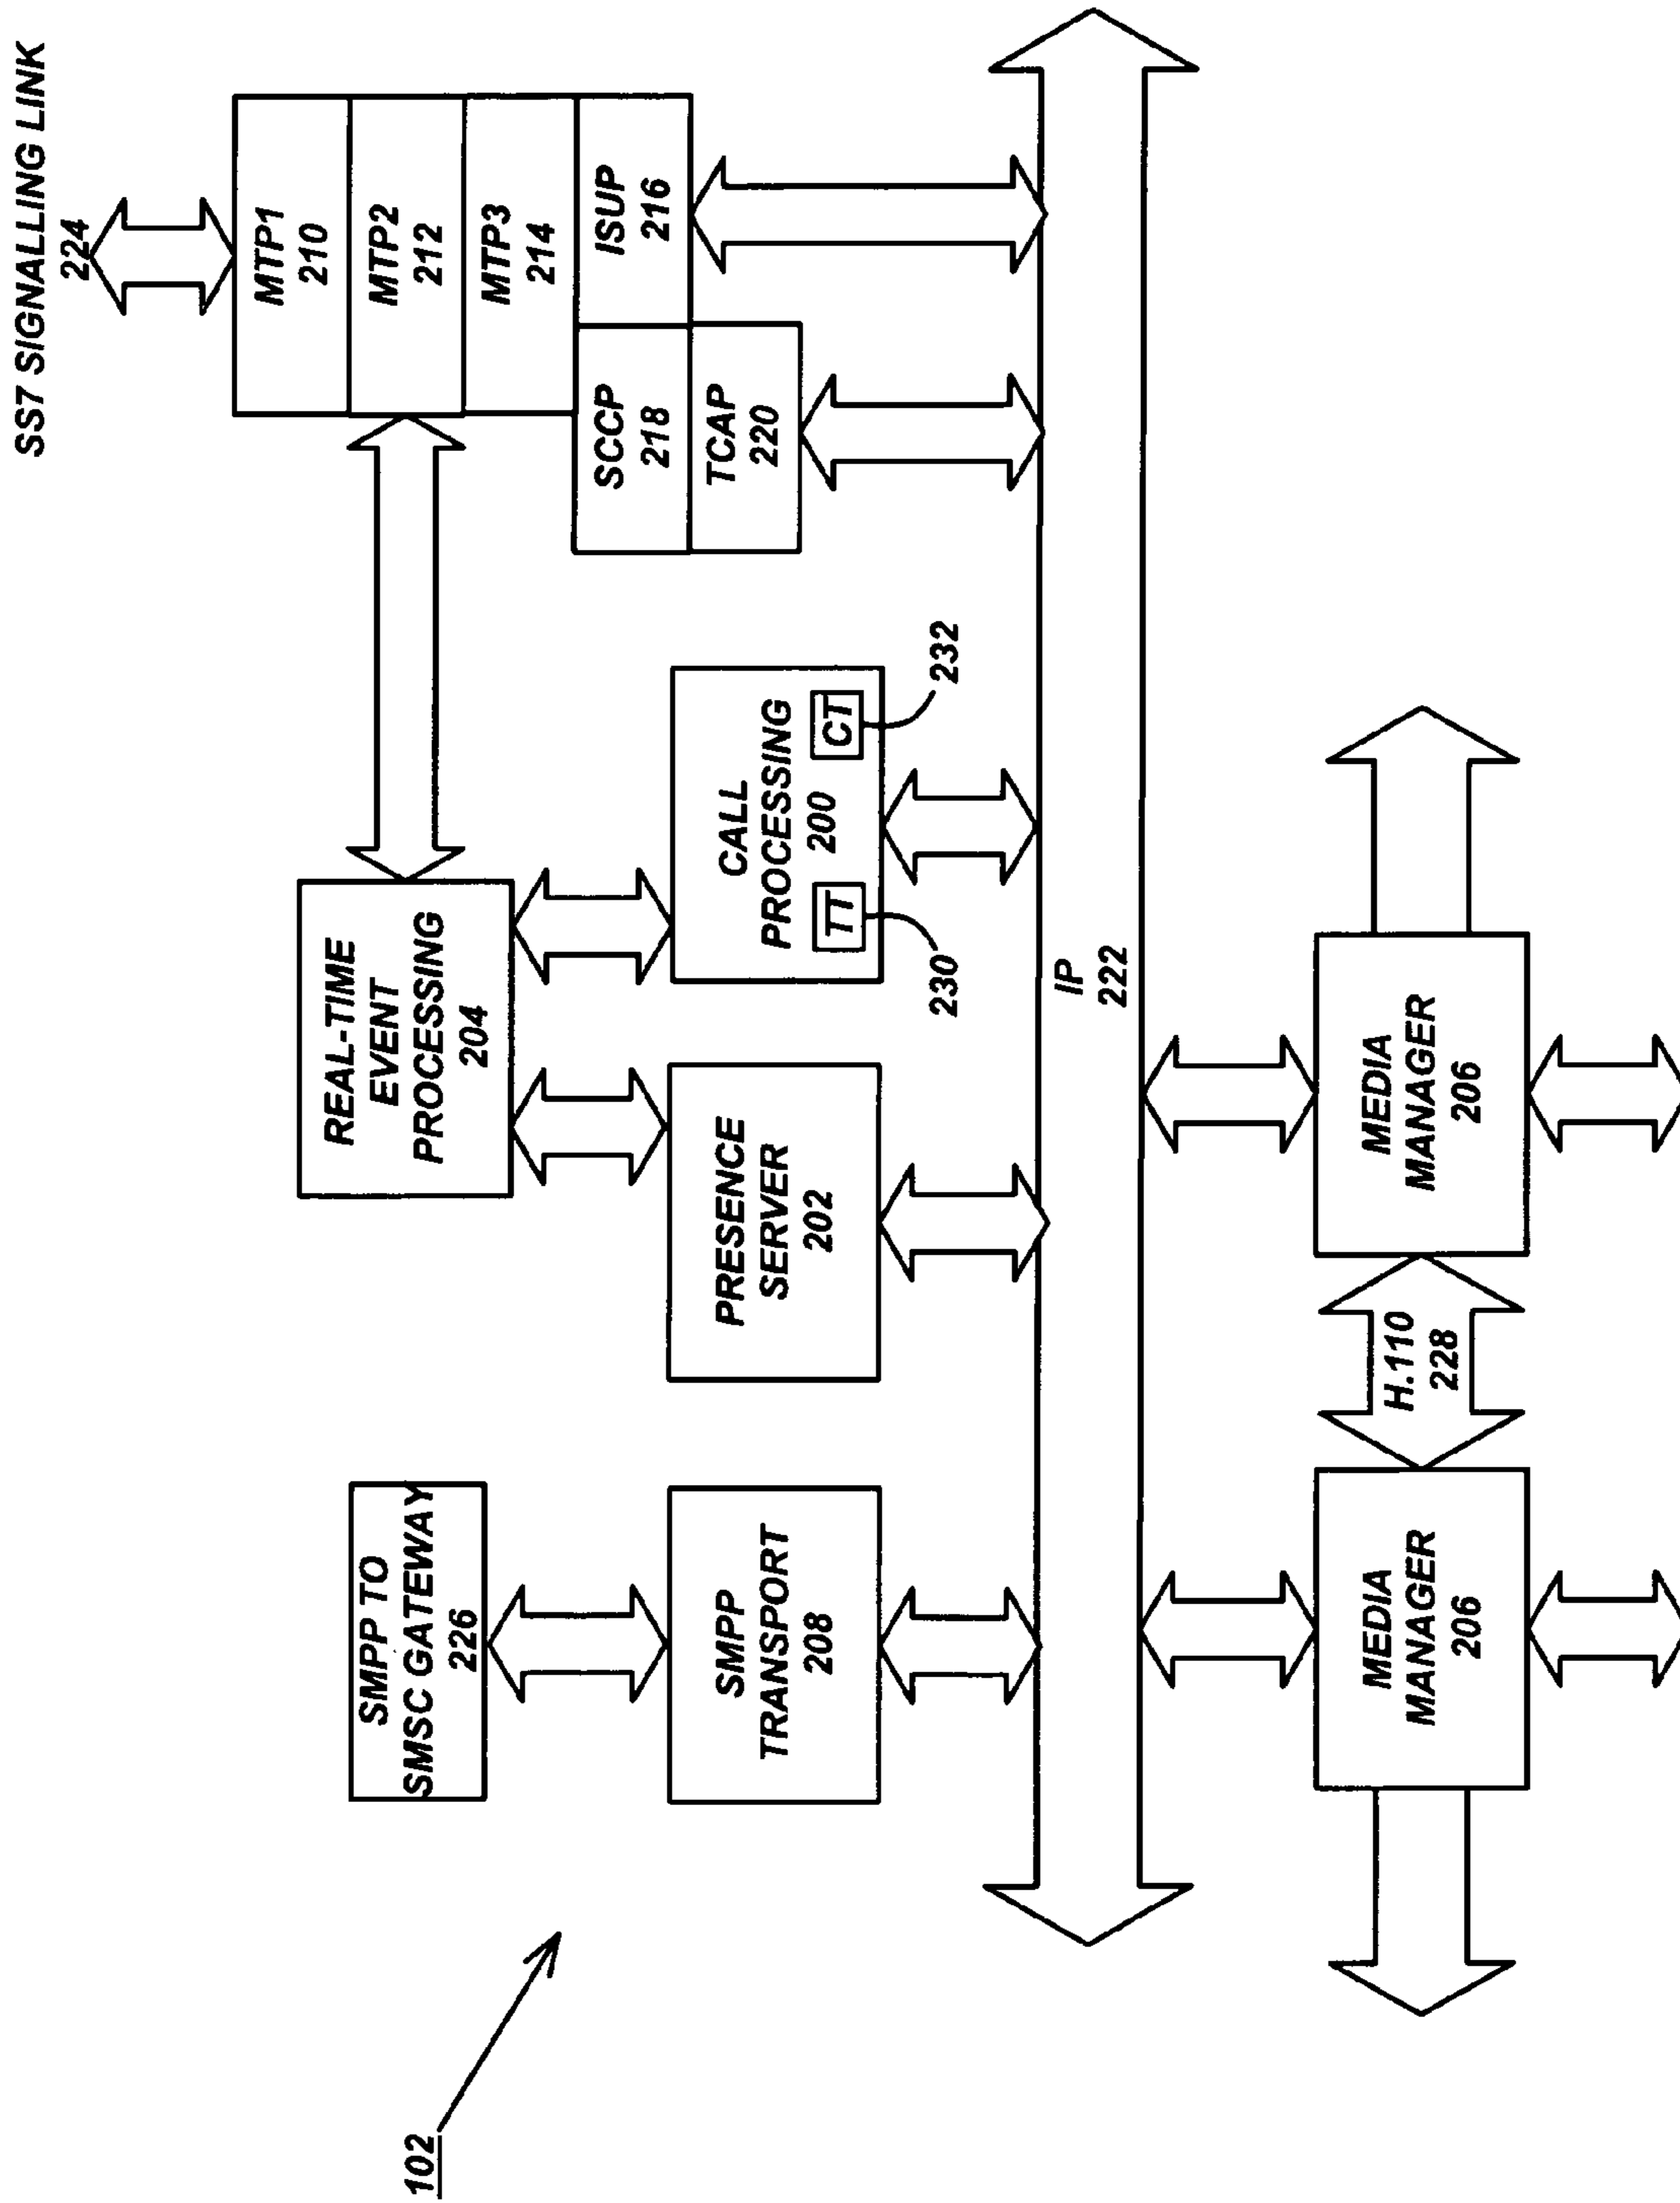 102
SMPP TO
SMSC GATEWAY
226
SMPP
TRANSPORT
208
REAL-TIME
EVENT
PROCESSING
204
PRESENCE
SERVER
202
CALL
PROCESSING
200
TT
CT
230
232
SS7 SIGNALLING LINK
224
MTP1
210
MTP2
212
MTP3
214
ISUP
216
SCCP
218
TCAP
220
IP
222
MEDIA
MANAGER
206
H.110
228
MEDIA
MANAGER
206